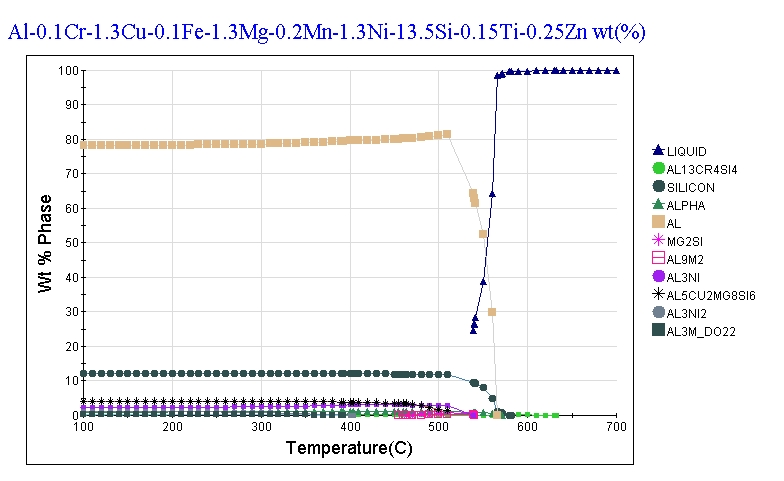 Al-0.1Cr-1.3Cu-0.1Fe-1.3Mg-0.2Mn-1.3Ni-13.5Si-0.15Ti-0.25Zn wt(%)
100
90
80
70
60
50
40
30
20
10
0
Wt % Phase
100 200 300 400 500 600 700
Temperature(C)
LIQUID
AL13CR4SI4
SILICON
ALPHA
AL
MG2SI
AL9M2
AL3NI
AL5CU2MG8SI6
AL3NI2
AL3M_DO22